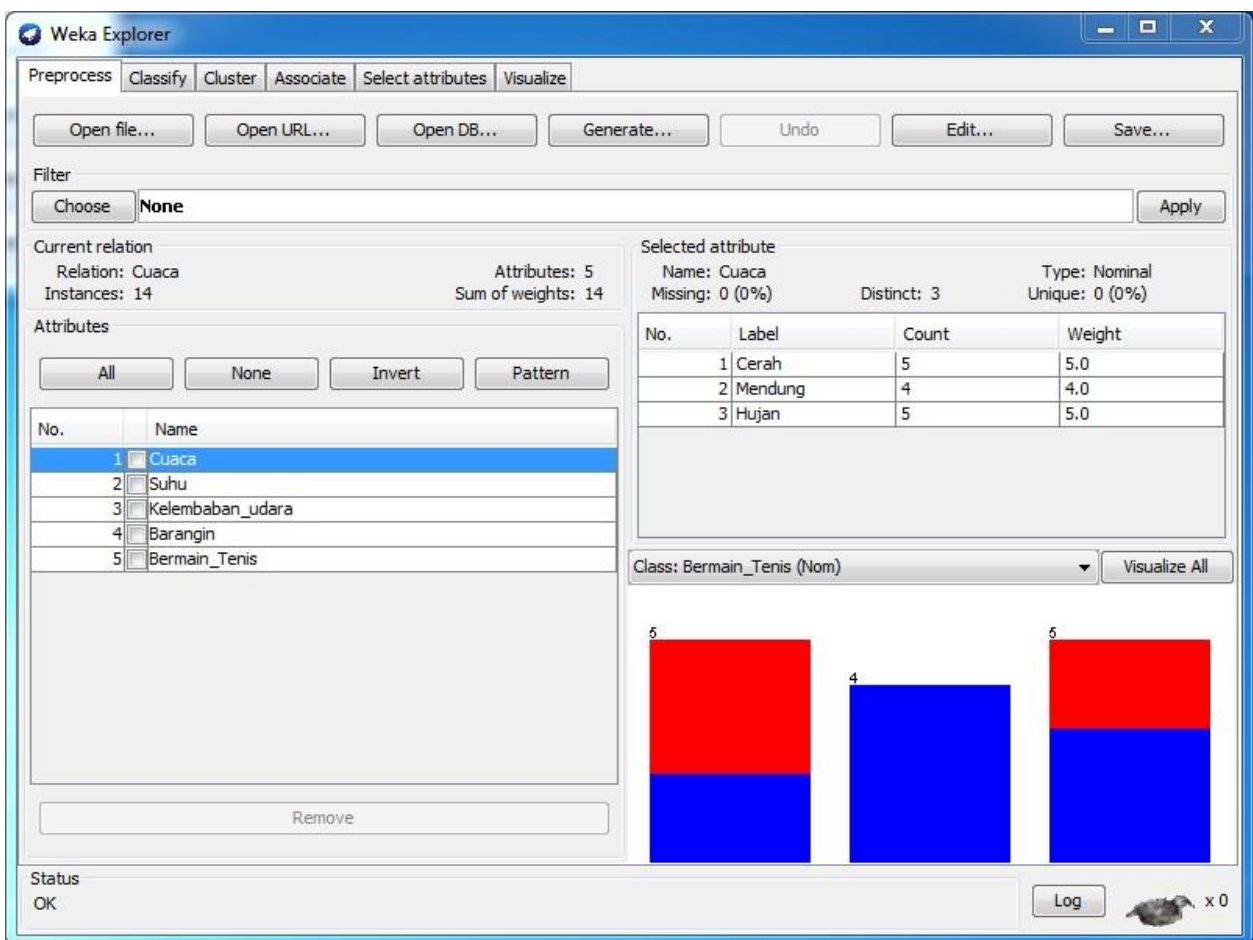 Weka Explorer
Preprocess Classify Cluster Associate Select attributes Visualize
Open file... Open URL... Open DB... Generate... Undo Edit... Save...
Filter
Choose None Apply
Current relation
Relation: Cuaca Attributes: 5
Instances: 14 Sum of weights: 14
Attributes
All None Invert Pattern
No. Name
1 Cuaca
2 Suhu
3 Kelembaban_udara
4 Barangin
5 Bermain_Tenis
Remove
Selected attribute
Name: Cuaca Type: Nominal
Missing: 0 (0%) Distinct: 3 Unique: 0 (0%)
No. Label Count Weight
1 Cerah 5 5.0
2 Mendung 4 4.0
3 Hujan 5 5.0
Class: Bermain_Tenis (Nom) Visualize All
5 4 5
Status
OK
Log x 0